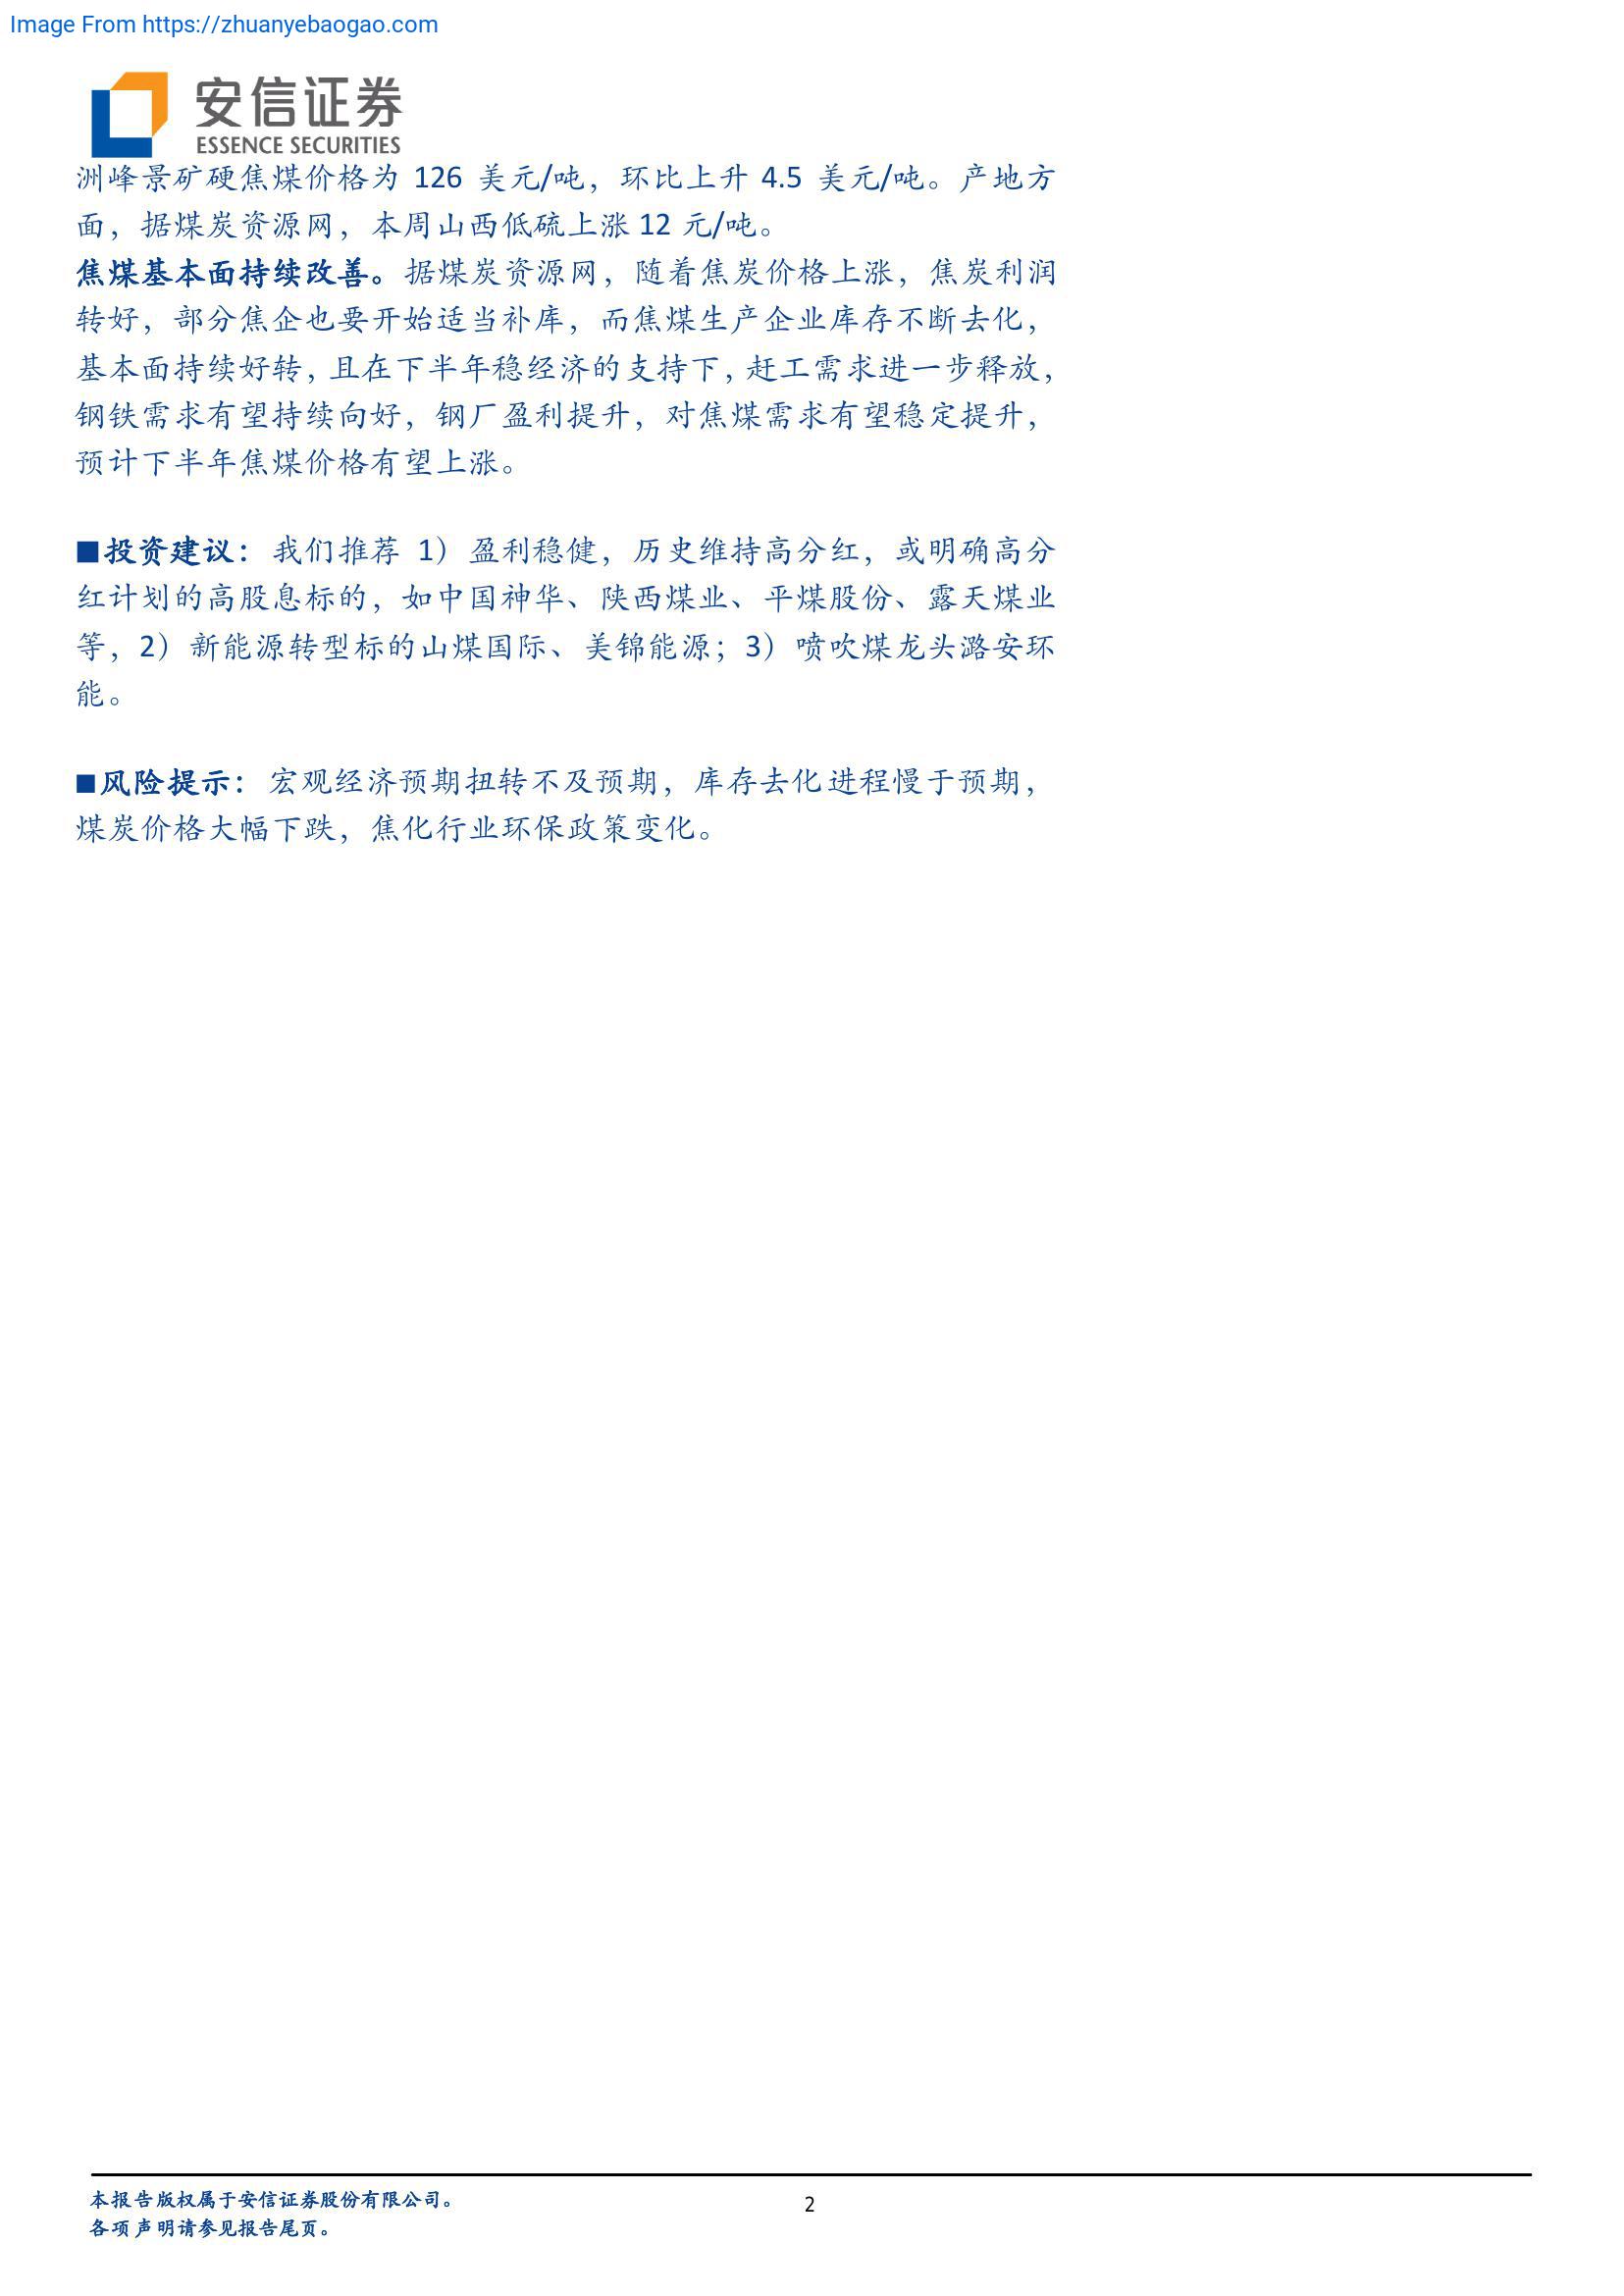 Image From https://zhuanyebaogao.com
安信证券
ESSENCE SECURITIES
洲峰景矿硬焦煤价格为 126 美元/吨，环比上升 4.5 美元/吨。产地方
面，据煤炭资源网，本周山西低硫上涨 12 元/吨。
焦煤基本面持续改善。据煤炭资源网，随着焦炭价格上涨，焦炭利润
转好，部分焦企也要开始适当补库，而焦煤生产企业库存不断去化，
基本面持续好转，且在下半年稳经济的支持下，赶工需求进一步释放，
钢铁需求有望持续向好，钢厂盈利提升，对焦煤需求有望稳定提升，
预计下半年焦煤价格有望上涨。
■投资建议：我们推荐 1）盈利稳健，历史维持高分红，或明确高分
红计划的高股息标的，如中国神华、陕西煤业、平煤股份、露天煤业
等，2）新能源转型标的山煤国际、美锦能源；3）喷吹煤龙头潞安环
能。
■风险提示：宏观经济预期扭转不及预期，库存去化进程慢于预期，
煤炭价格大幅下跌，焦化行业环保政策变化。
本报告版权属于安信证券股份有限公司。
各项声明请参见报告尾页。
2